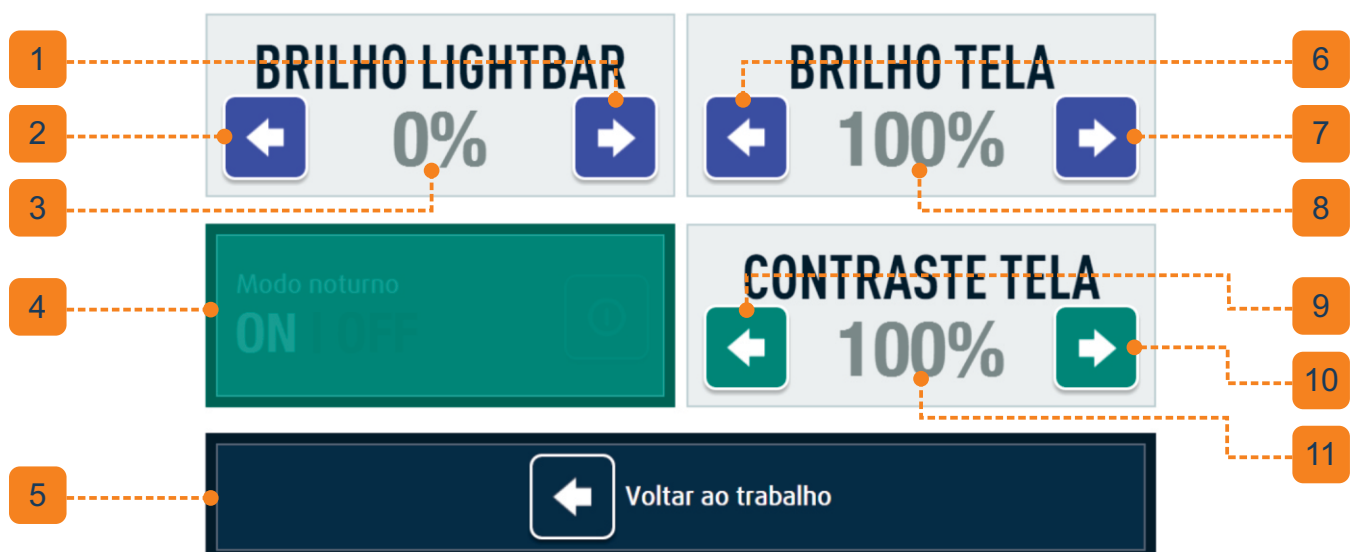 1
2
3
4
5
BRILHO LIGHTBAR
0%
BRILHO TELA
100%
Modo noturno
ON | OFF
CONTRASTE TELA
100%
Voltar ao trabalho
6
7
8
9
10
11